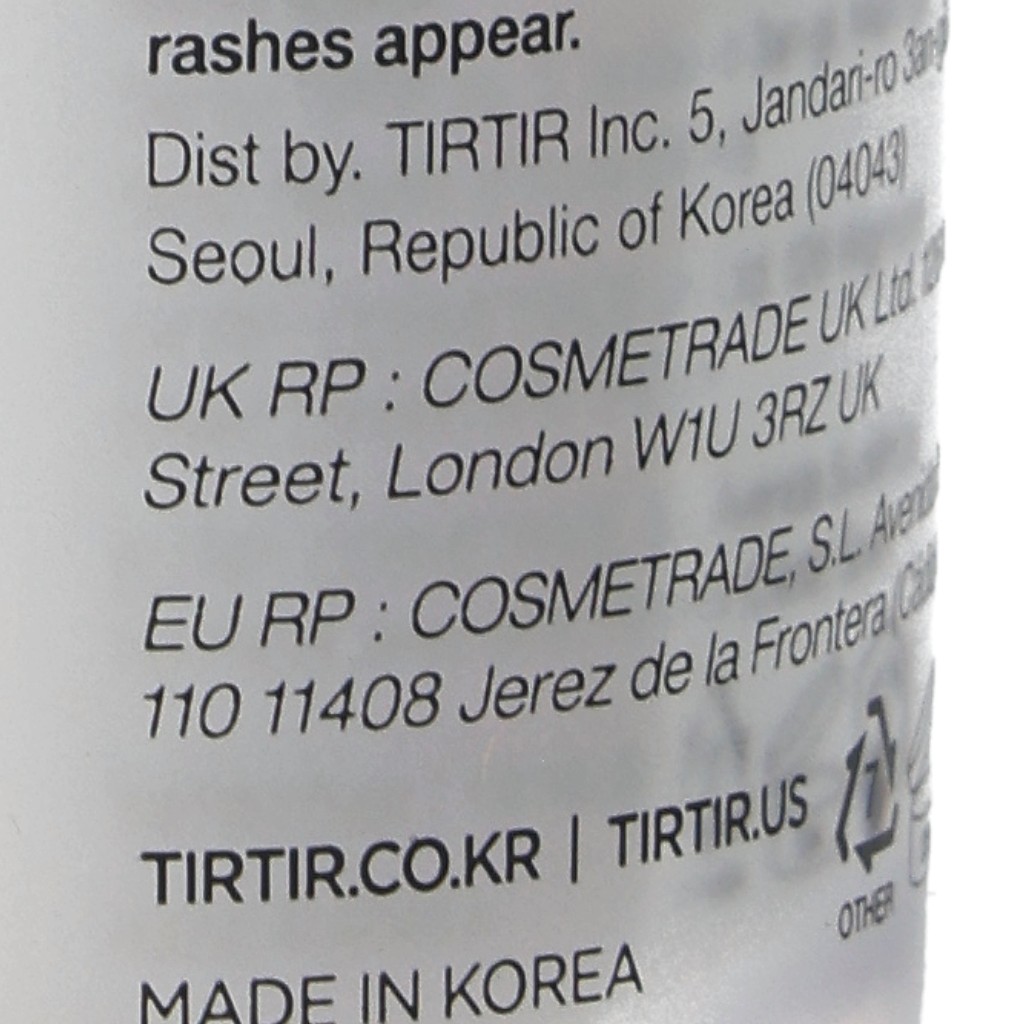 rashes appear.
Dist by. TIRTIR Inc. 5, Jandari-ro
Seoul, Republic of Korea (04043)
UK RP : COSMETRADE UK Ltd.
Street, London W1U 3RZ UK
EU RP : COSMETRADE, S.L.
110 11408 Jerez de la Frontera
TIRTIR.CO.KR | TIRTIR.US
7
OTHER
MADE IN KOREA